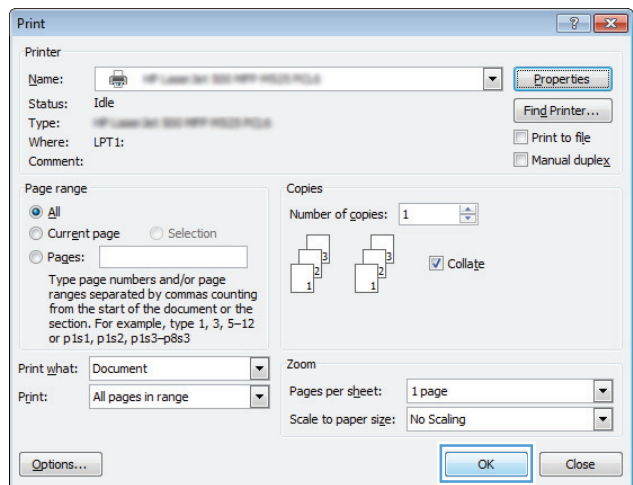 Print
Printer
Name:
Properties
Status: Idle
Find Printer...
Type:
Where: LPT1:
Print to file
Comment:
Manual duplex
Page range
All
Current page Selection
Pages:
Type page numbers and/or page
ranges separated by commas counting
from the start of the document or the
section. For example, type 1, 3, 5–12
or p1s1, p1s2, p1s3–p8s3
Copies
Number of copies: 1
1 2 3 1 2 3
Collate
Print what: Document
Print: All pages in range
Zoom
Pages per sheet: 1 page
Scale to paper size: No Scaling
Options...
OK Close